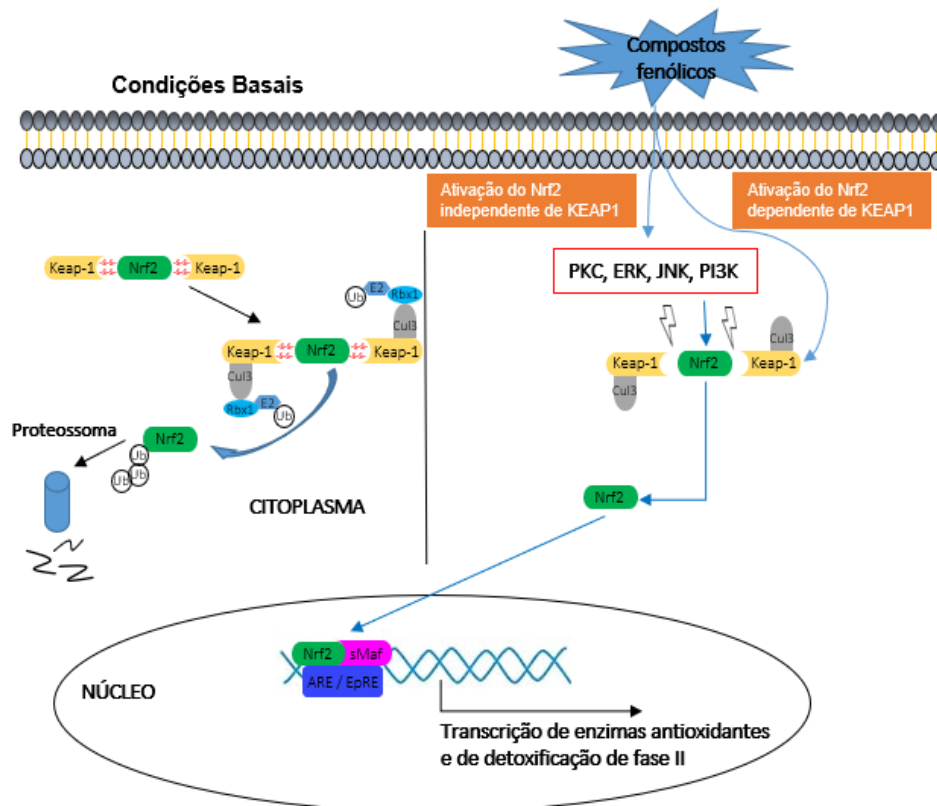 Compostos
fenólicos
Condições Basais
Ativação do Nrf2
independente de KEAP1
Ativação do Nrf2
dependente de KEAP1
Keap-1
Nrf2
Keap-1
PKC, ERK, JNK, PI3K
Ub
E2
Rbx1
Cul3
Keap-1
Nrf2
Keap-1
Cul3
Rbx1
E2
Ub
Cul3
Keap-1
Nrf2
Keap-1
Cul3
Proteossoma
Nrf2
Ub
Ub
Ub
CITOPLASMA
Nrf2
NÚCLEO
Nrf2
sMaf
ARE / EpRE
Transcrição de enzimas antioxidantes
e de detoxificação de fase II